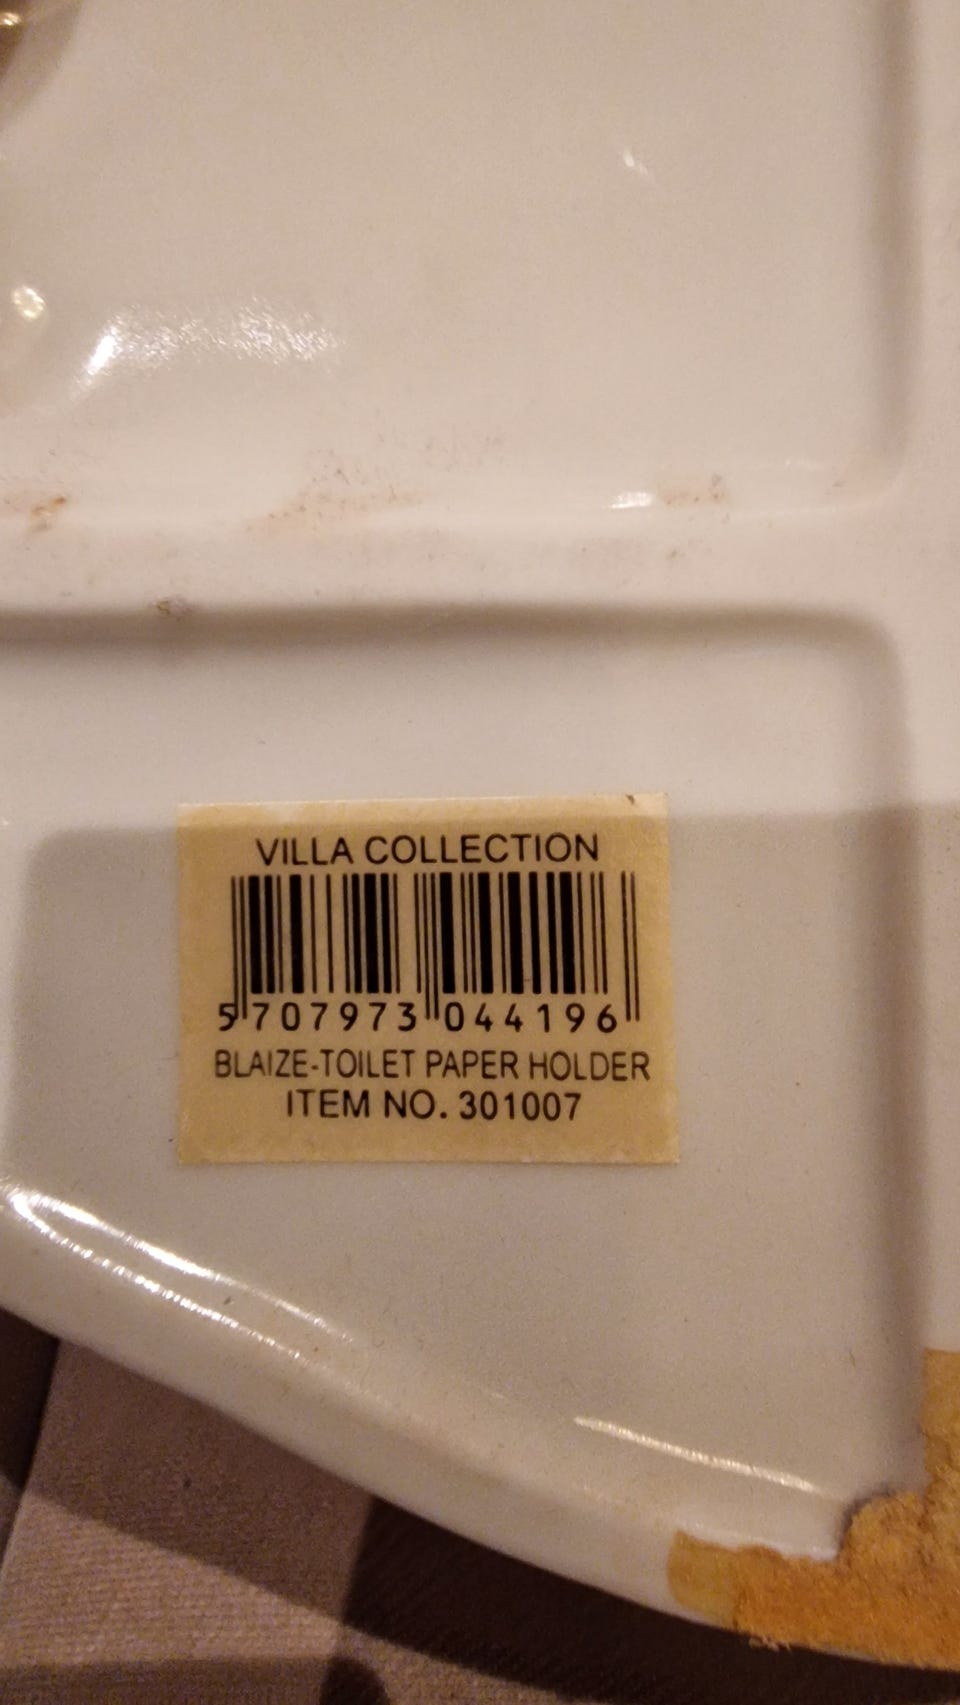 VILLA COLLECTION
5 707973 044196
BLAIZE-TOILET PAPER HOLDER
ITEM NO. 301007